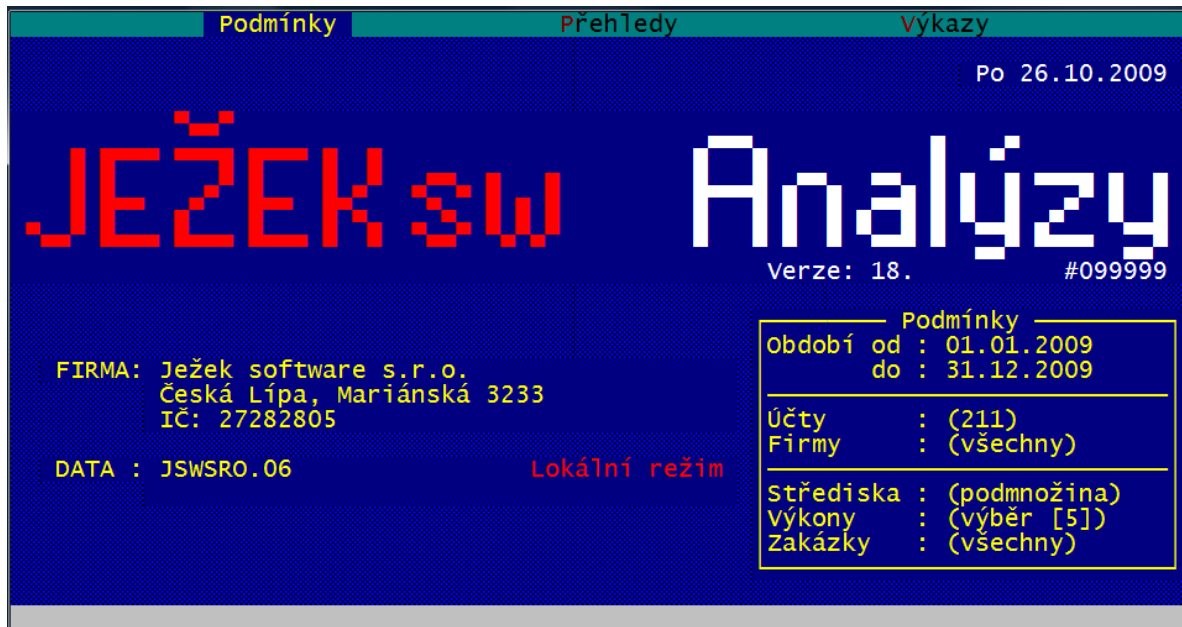 Podmínky Přehledy Výkazy
Po 26.10.2009
JEŽEK sw Analýzy
Verze: 18. #099999
Podmínky
Období od : 01.01.2009
do : 31.12.2009
FIRMA: Ježek software s.r.o.
Česká Lípa, Mariánská 3233
IČ: 27282805
Účty : (211)
Firmy : (všechny)
DATA : JSWSRO.06 Lokální režim
Střediska : (podmnožina)
Výkony : (výběr [5])
Zakázky : (všechny)